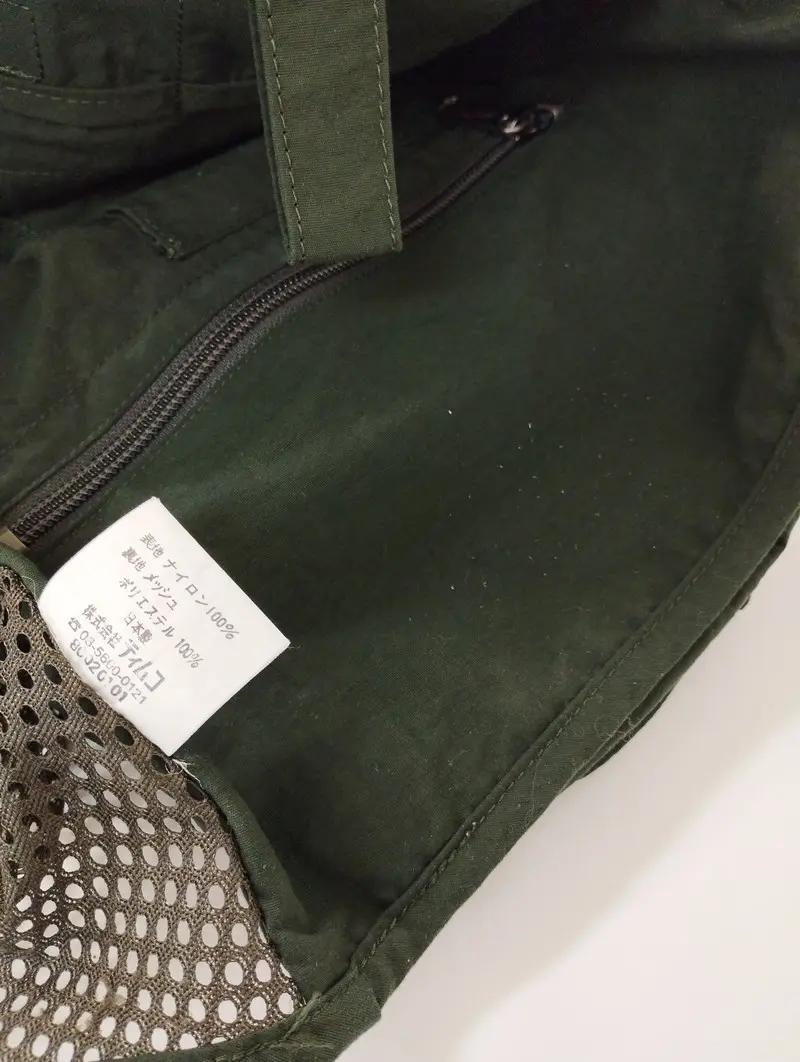 表地 ナイロン100%
裏地 メッシュ
ポリエステル 100%
日本製
株式会社 ティムコ
☎03-5600-0121